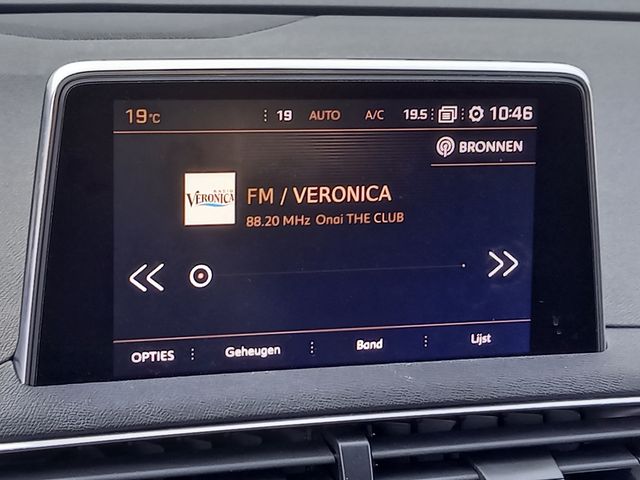 19°C 19 AUTO A/C 19.5 10:46
BRONNEN
RADIO
VERONICA
FM / VERONICA
88.20 MHz Onai THE CLUB
OPTIES Geheugen Band Lijst